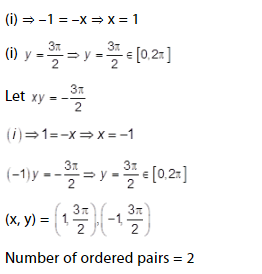 (i) ⇒ −1 = −x ⇒ x = 1
(i) y = 3π/2 ⇒ y = 3π/2 ∈ [0,2π]
Let xy = − 3π/2
(i) ⇒ 1 = −x ⇒ x = −1
(−1)y = − 3π/2 ⇒ y = 3π/2 ∈ [0,2π]
(x, y) = (1, 3π/2), (−1, 3π/2)
Number of ordered pairs = 2